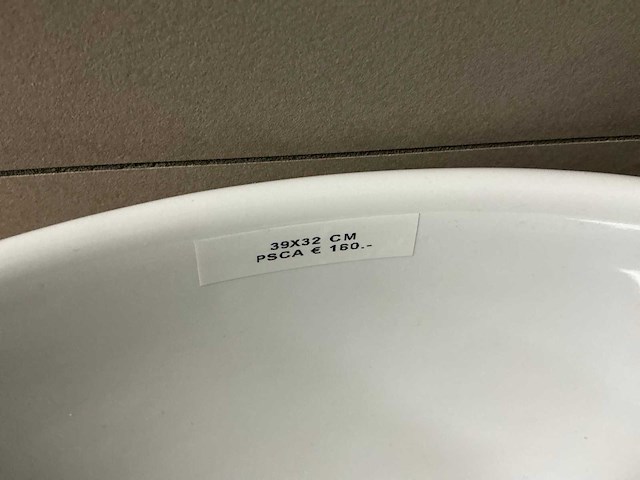 39X32 CM
PSCA € 160.-